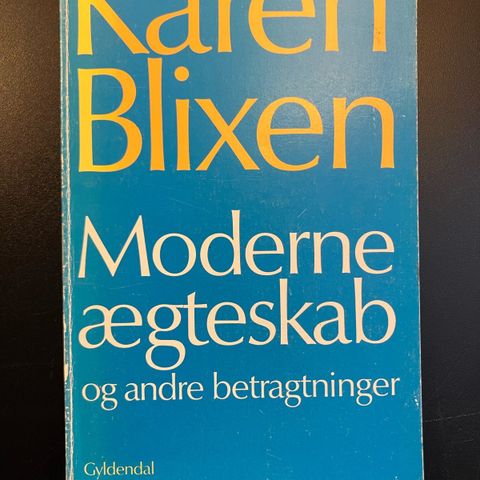 Karen
Blixen
Moderne
ægteskab
og andre betragtninger
Gyldendal